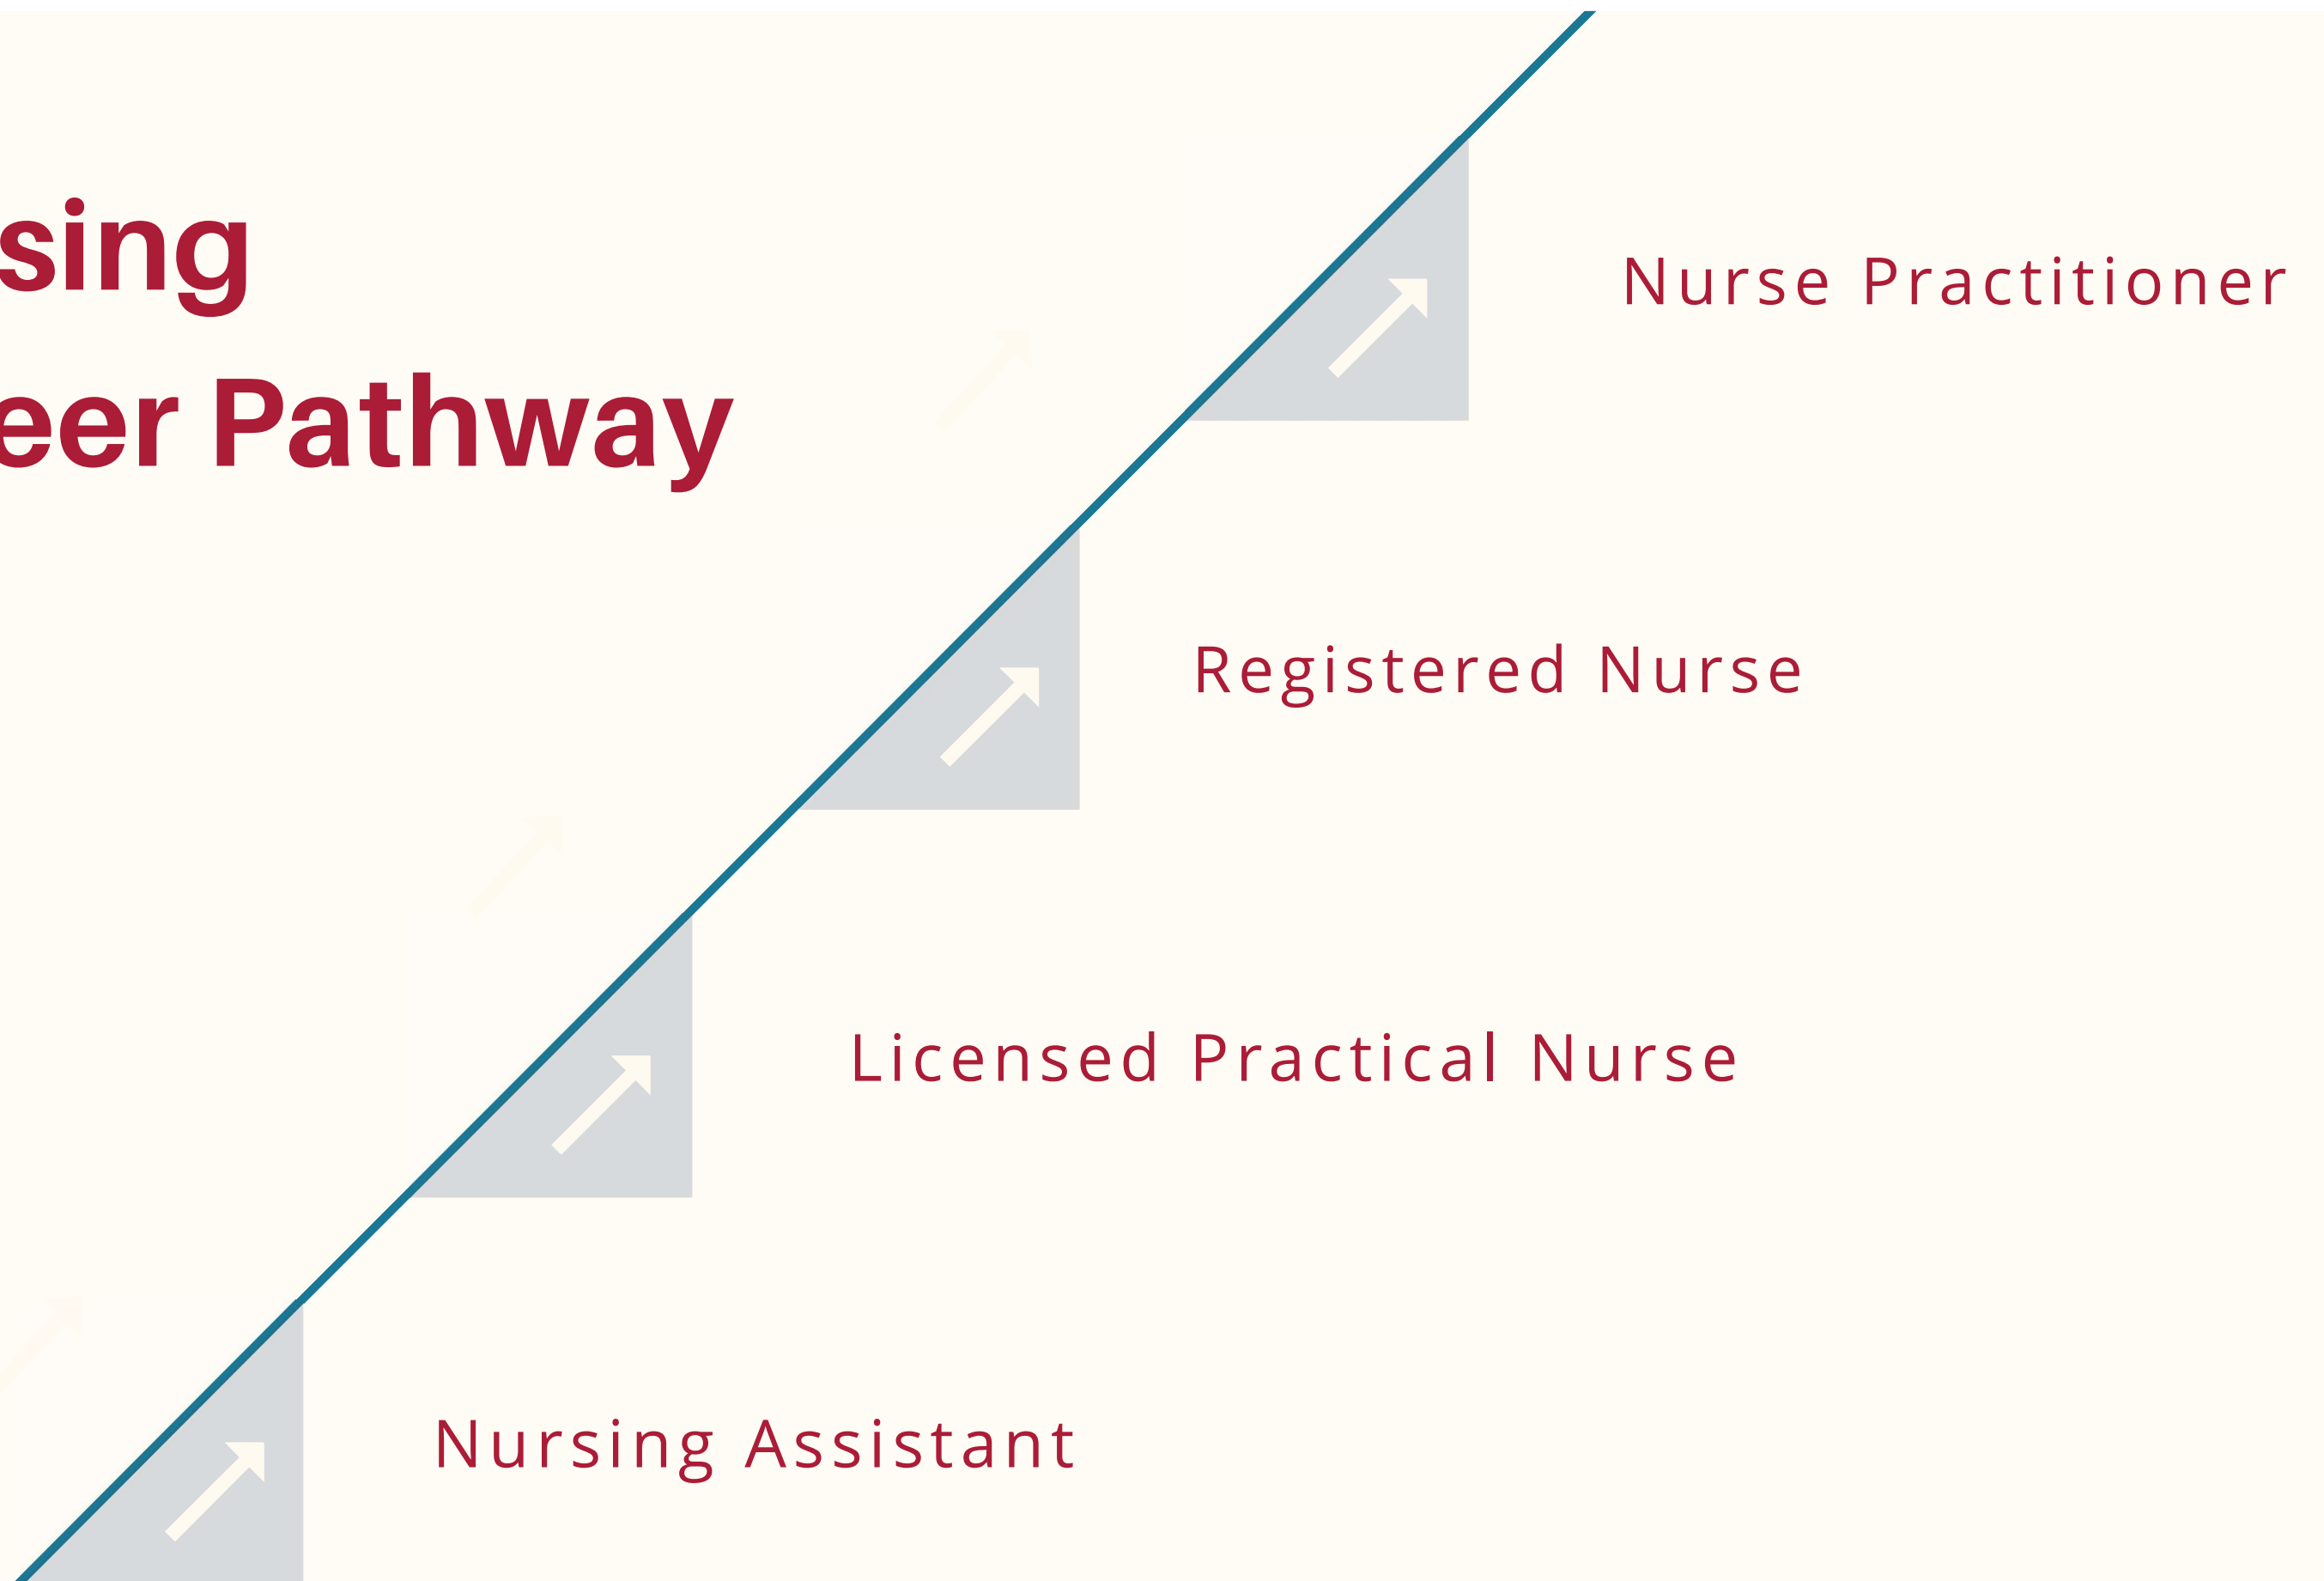 sing
eer Pathway
Nurse Practitioner
Registered Nurse
Licensed Practical Nurse
Nursing Assistant